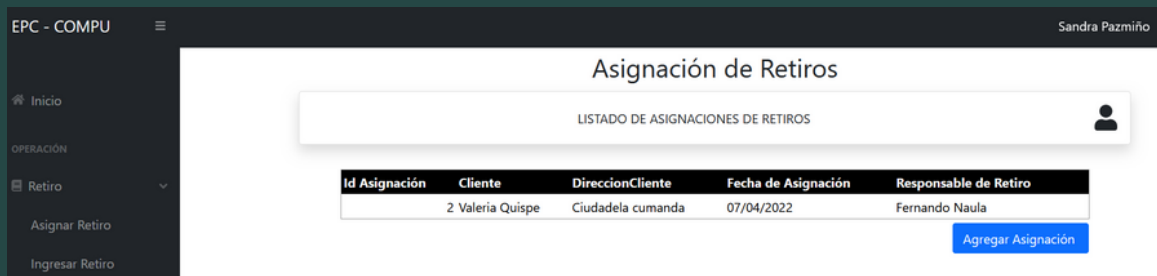 EPC - COMPU
Sandra Pazmiño
Inicio
OPERACIÓN
Retiro
Asignar Retiro
Ingresar Retiro
Asignación de Retiros
LISTADO DE ASIGNACIONES DE RETIROS
Id Asignación Cliente DireccionCliente Fecha de Asignación Responsable de Retiro
2 Valeria Quispe Ciudadela cumanda 07/04/2022 Fernando Naula
Agregar Asignación